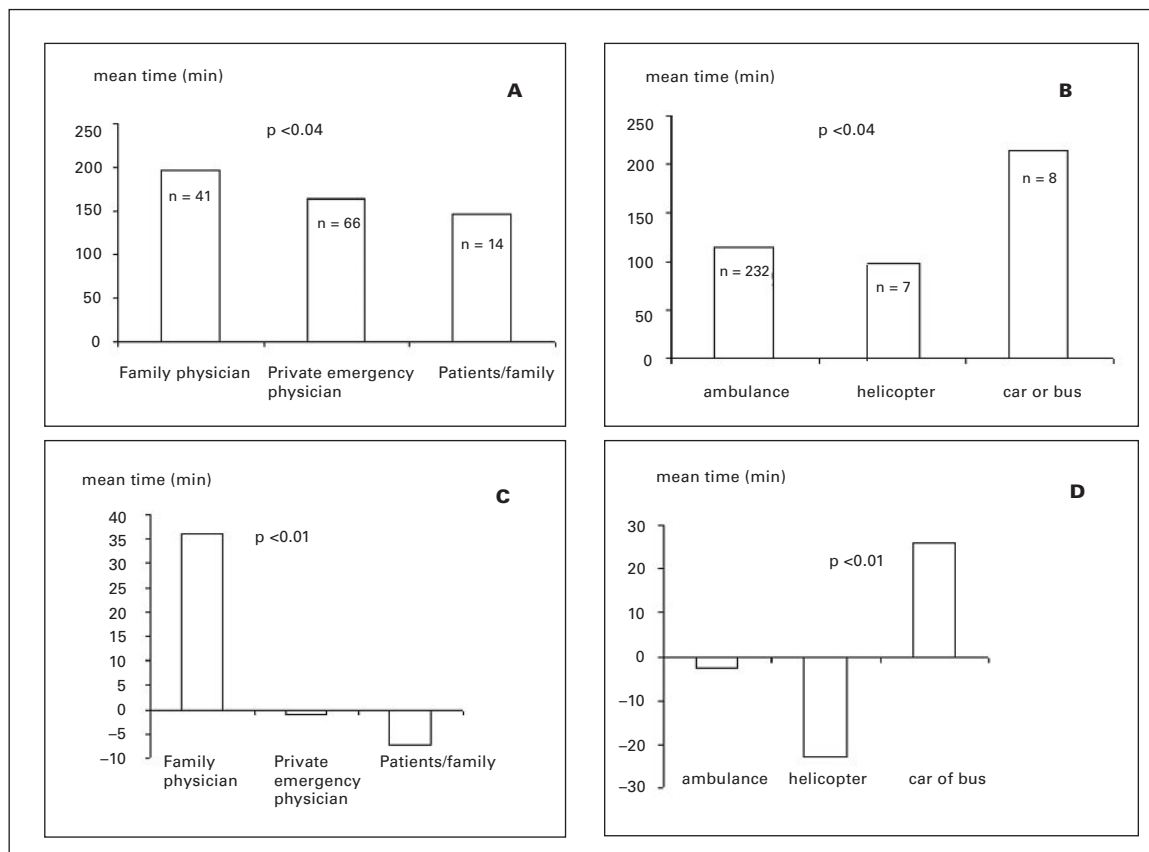 mean time (min)
A
p <0.04
250
200
150
100
50
0
n = 41
n = 66
n = 14
Family physician
Private emergency
physician
Patients/family
mean time (min)
B
p <0.04
250
200
150
100
50
0
n = 232
n = 7
n = 8
ambulance
helicopter
car or bus
mean time (min)
C
p <0.01
40
35
30
25
20
15
10
5
0
–5
–10
Family
physician
Private
emergency
physician
Patients/family
mean time (min)
D
p <0.01
30
20
10
0
–10
–20
–30
ambulance
helicopter
car of bus